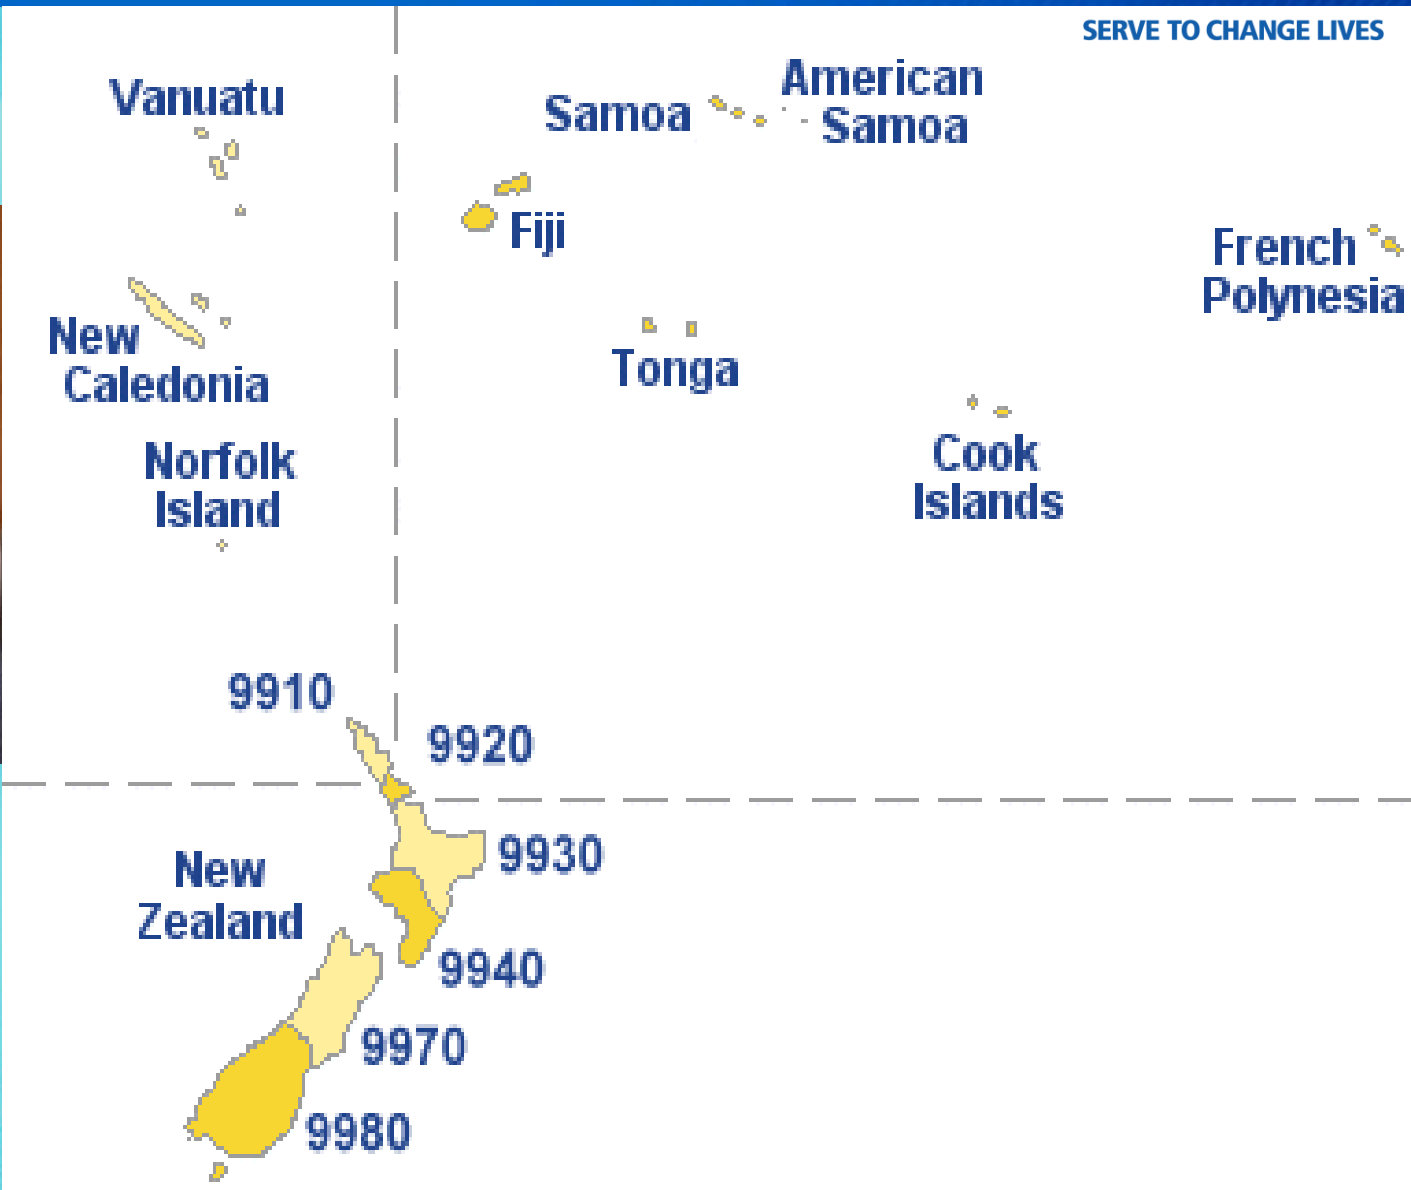 SERVE TO CHANGE LIVES
Vanuatu
Samoa
American
Samoa
Fiji
French
Polynesia
New
Caledonia
Tonga
Norfolk
Island
Cook
Islands
9910
9920
New
Zealand
9930
9940
9970
9980